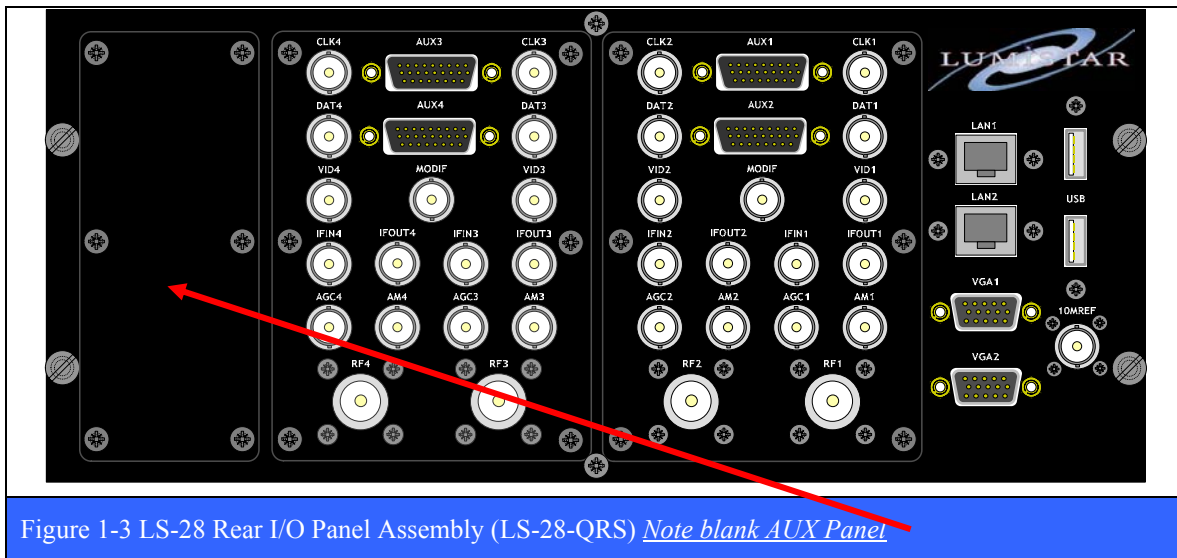 CLK4 AUX3 CLK3 CLK2 AUX1 CLK1
LUMISTAR
DAT4 AUX4 DAT3 DAT2 AUX2 DAT1
LAN1
VID4 MODIF VID3 VID2 MODIF VID1
LAN2 USB
IFIN4 IFOUT4 IFIN3 IFOUT3 IFIN2 IFOUT2 IFIN1 IFOUT1
VGA1
AGC4 AM4 AGC3 AM3 AGC2 AM2 AGC1 AM1
10MREF
VGA2
RF4 RF3 RF2 RF1
Figure 1-3 LS-28 Rear I/O Panel Assembly (LS-28-QRS) Note blank AUX Panel